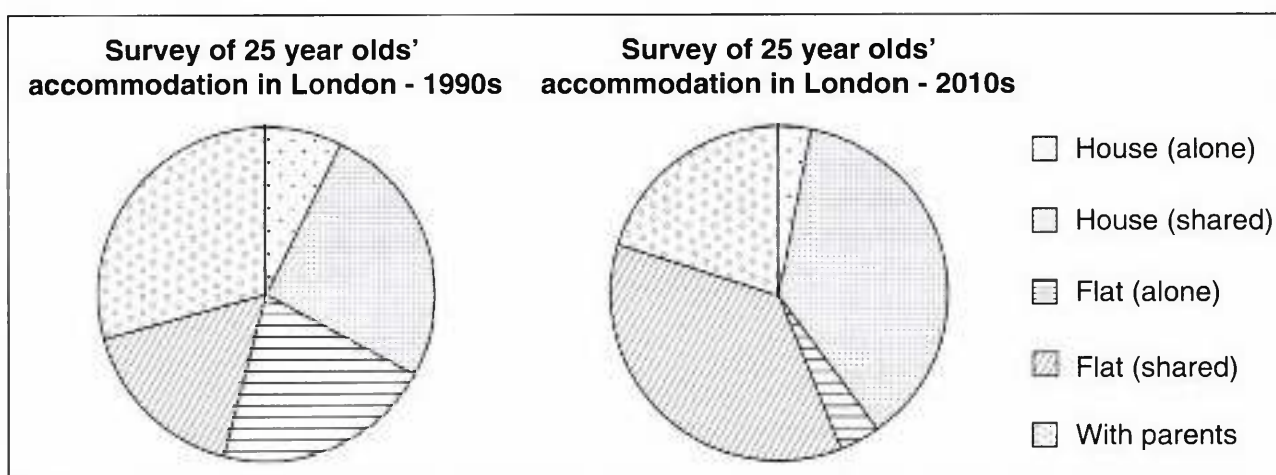 Survey of 25 year olds'
accommodation in London - 1990s
Survey of 25 year olds'
accommodation in London - 2010s
House (alone)
House (shared)
Flat (alone)
Flat (shared)
With parents